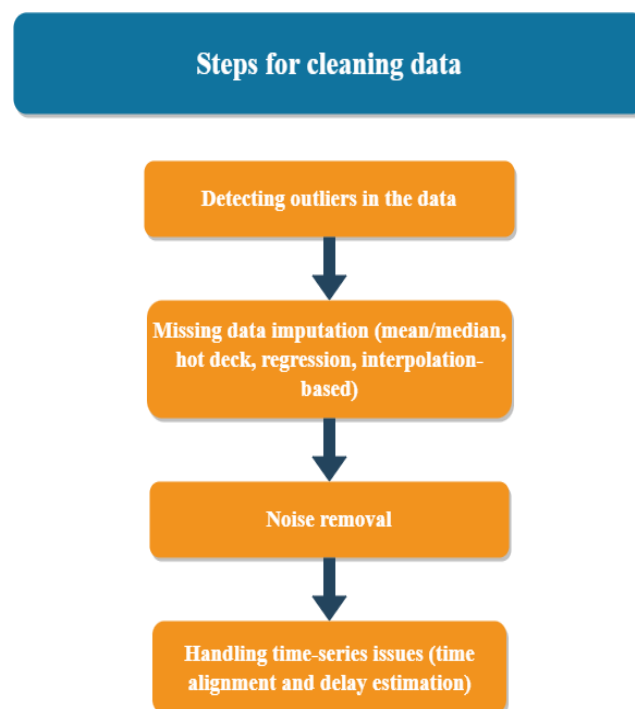 Steps for cleaning data
Detecting outliers in the data
Missing data imputation (mean/median,
hot deck, regression, interpolation-
based)
Noise removal
Handling time-series issues (time
alignment and delay estimation)